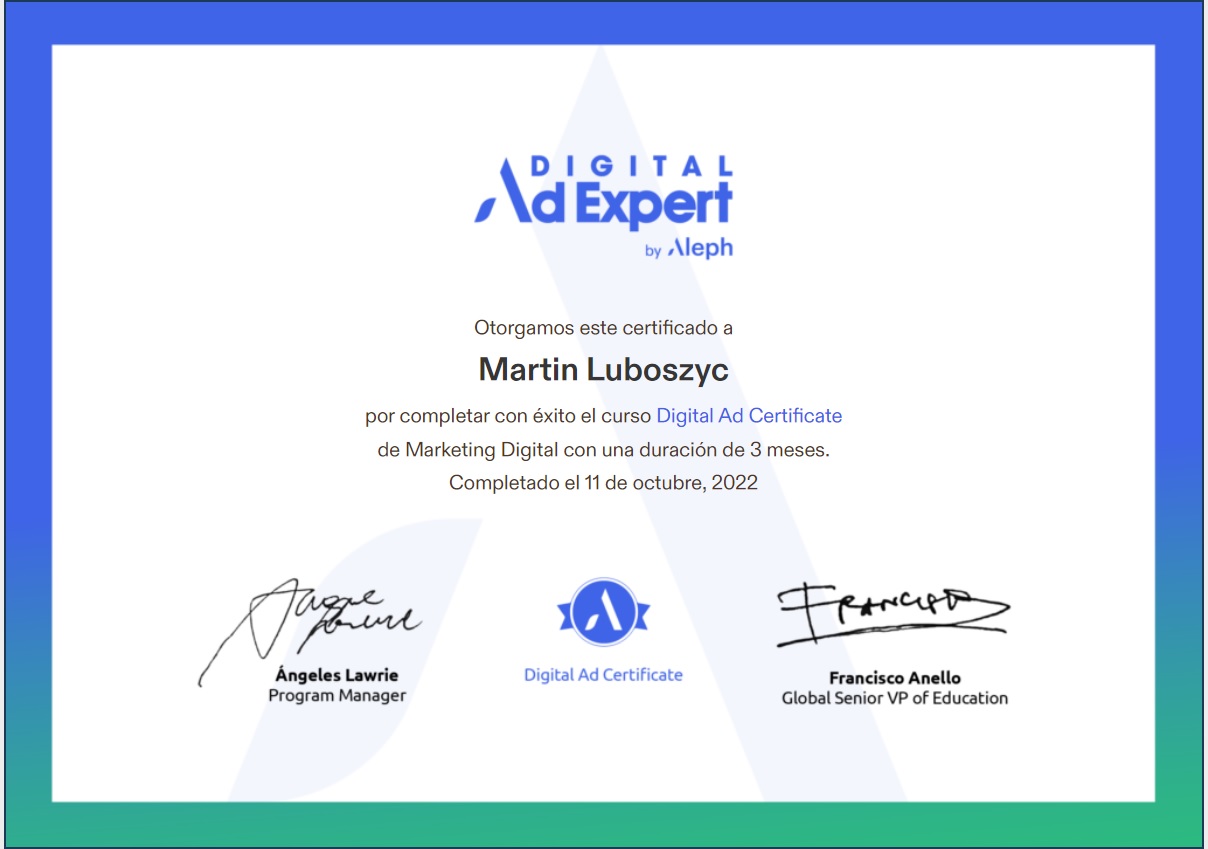 DIGITAL
Ad Expert
by Aleph
Otorgamos este certificado a
Martin Luboszyc
por completar con éxito el curso Digital Ad Certificate
de Marketing Digital con una duración de 3 meses.
Completado el 11 de octubre, 2022
Francisco
Ángeles Lawrie
Program Manager
Digital Ad Certificate
Francisco Anello
Global Senior VP of Education